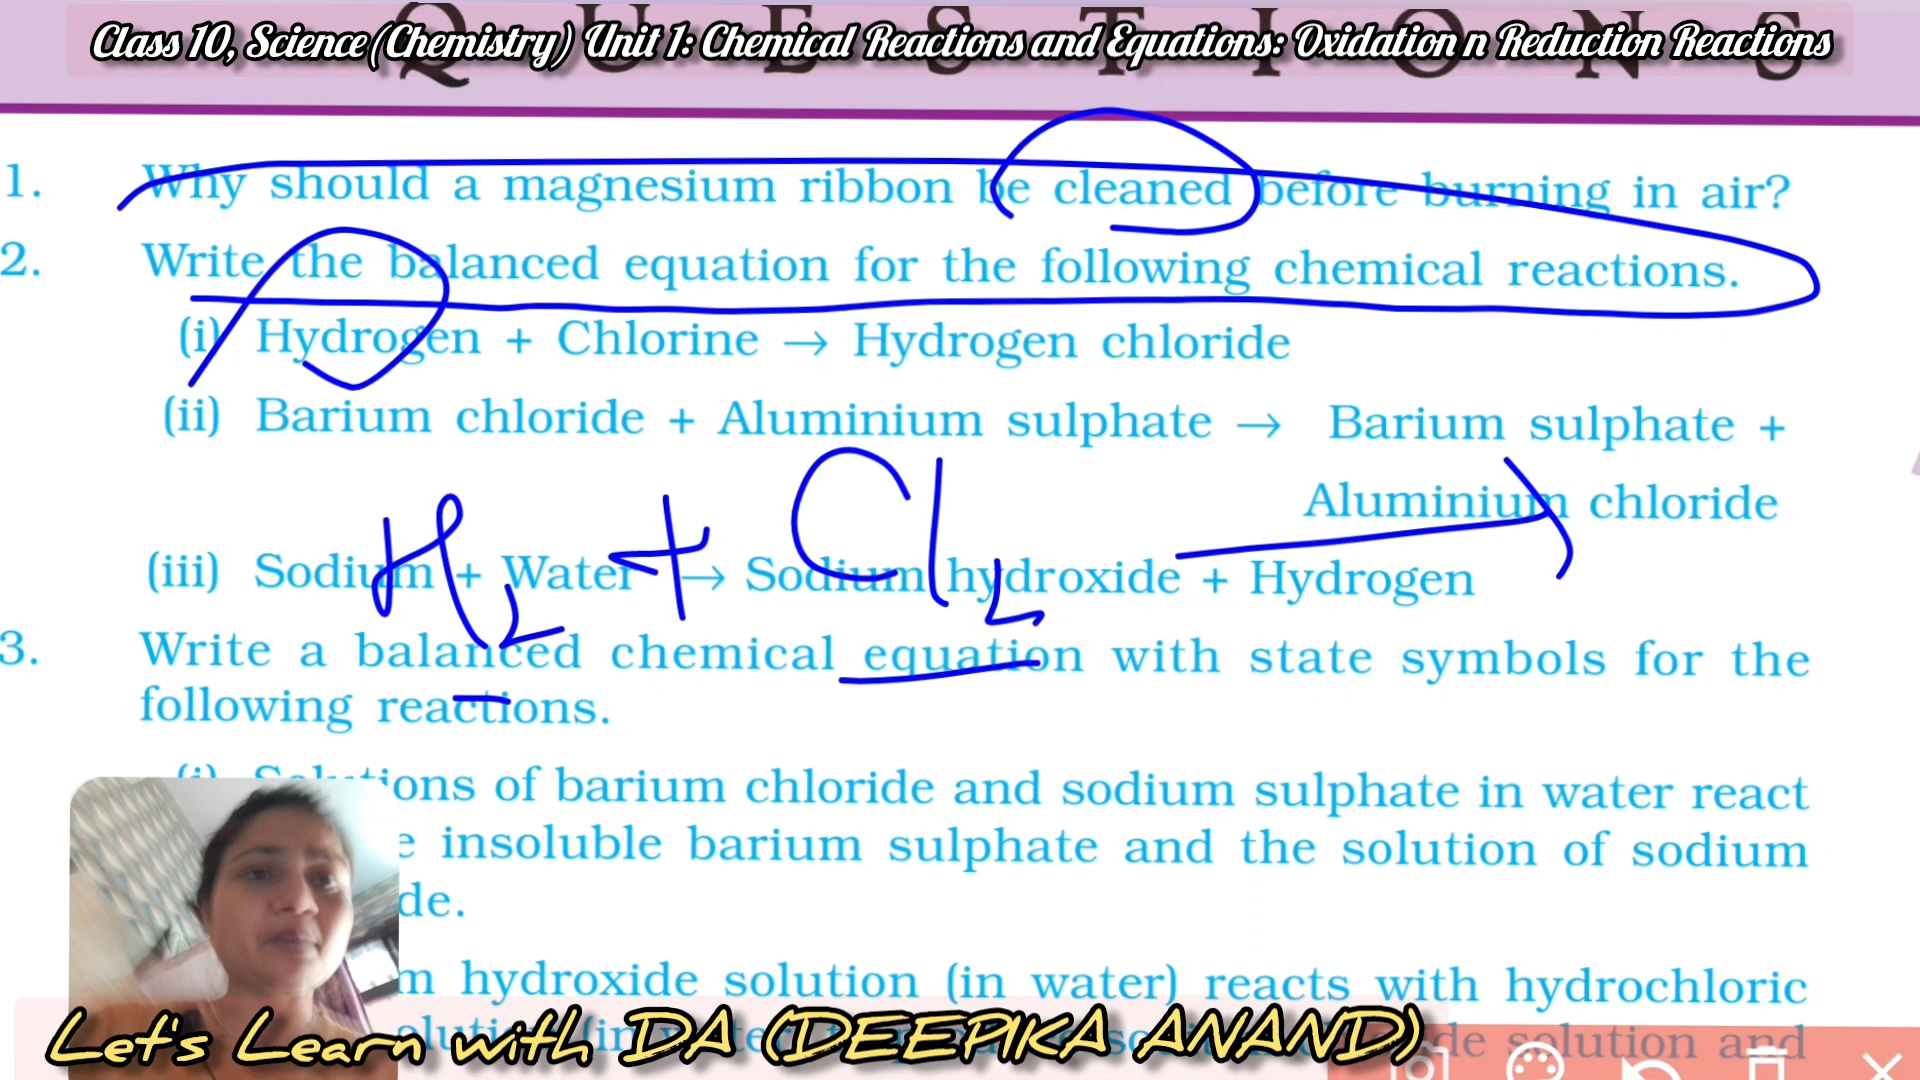 QUESTIONS
Class 10, Science(Chemistry) Unit 1: Chemical Reactions and Equations: Oxidation n Reduction Reactions
1. Why should a magnesium ribbon be cleaned before burning in air?
2. Write the balanced equation for the following chemical reactions.
(i) Hydrogen + Chlorine → Hydrogen chloride
(ii) Barium chloride + Aluminium sulphate → Barium sulphate +
Aluminium chloride
H2 + Cl2 →
(iii) Sodium + Water → Sodium hydroxide + Hydrogen
3. Write a balanced chemical equation with state symbols for the
following reactions.
(i) Solutions of barium chloride and sodium sulphate in water react
insoluble barium sulphate and the solution of sodium
hydroxide solution (in water) reacts with hydrochloric
solution and
Let's Learn with DA (DEEPIKA ANAND)